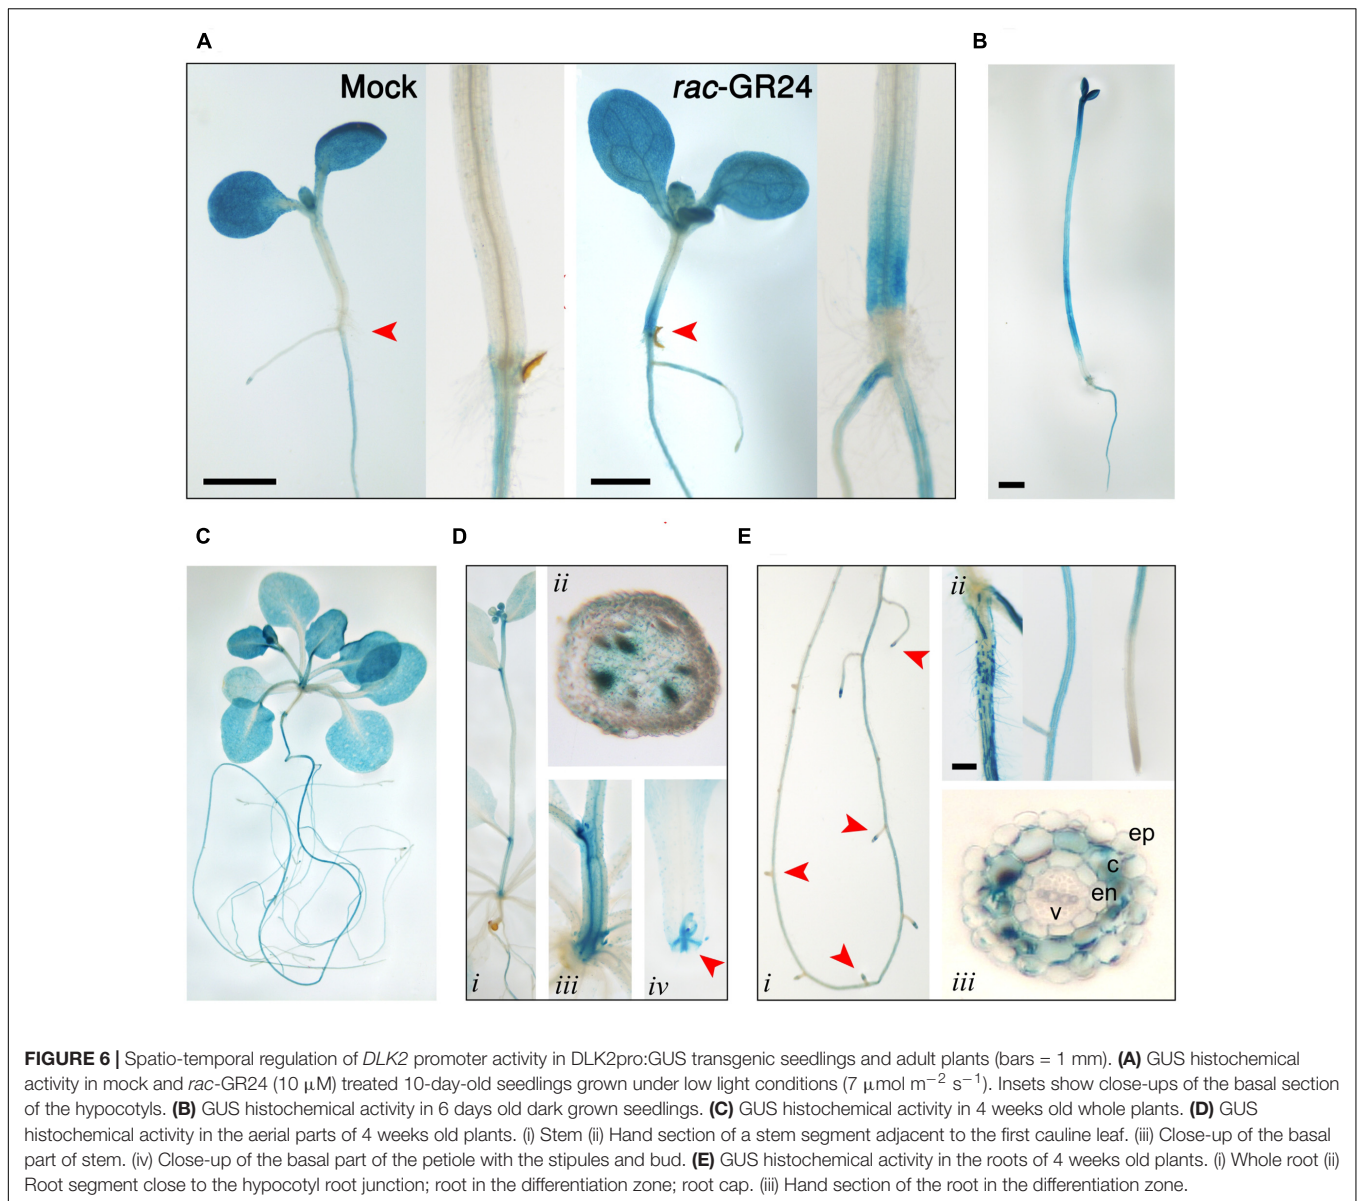 A
B
Mock
rac-GR24
C
D
E
ii
ii
ep
c
en
v
i
iii
iv
i
iii
FIGURE 6 | Spatio-temporal regulation of DLK2 promoter activity in DLK2pro:GUS transgenic seedlings and adult plants (bars = 1 mm). (A) GUS histochemical
activity in mock and rac-GR24 (10 μM) treated 10-day-old seedlings grown under low light conditions (7 μmol m−2 s−1). Insets show close-ups of the basal section
of the hypocotyls. (B) GUS histochemical activity in 6 days old dark grown seedlings. (C) GUS histochemical activity in 4 weeks old whole plants. (D) GUS
histochemical activity in the aerial parts of 4 weeks old plants. (i) Stem (ii) Hand section of a stem segment adjacent to the first cauline leaf. (iii) Close-up of the basal
part of stem. (iv) Close-up of the basal part of the petiole with the stipules and bud. (E) GUS histochemical activity in the roots of 4 weeks old plants. (i) Whole root (ii)
Root segment close to the hypocotyl root junction; root in the differentiation zone; root cap. (iii) Hand section of the root in the differentiation zone.